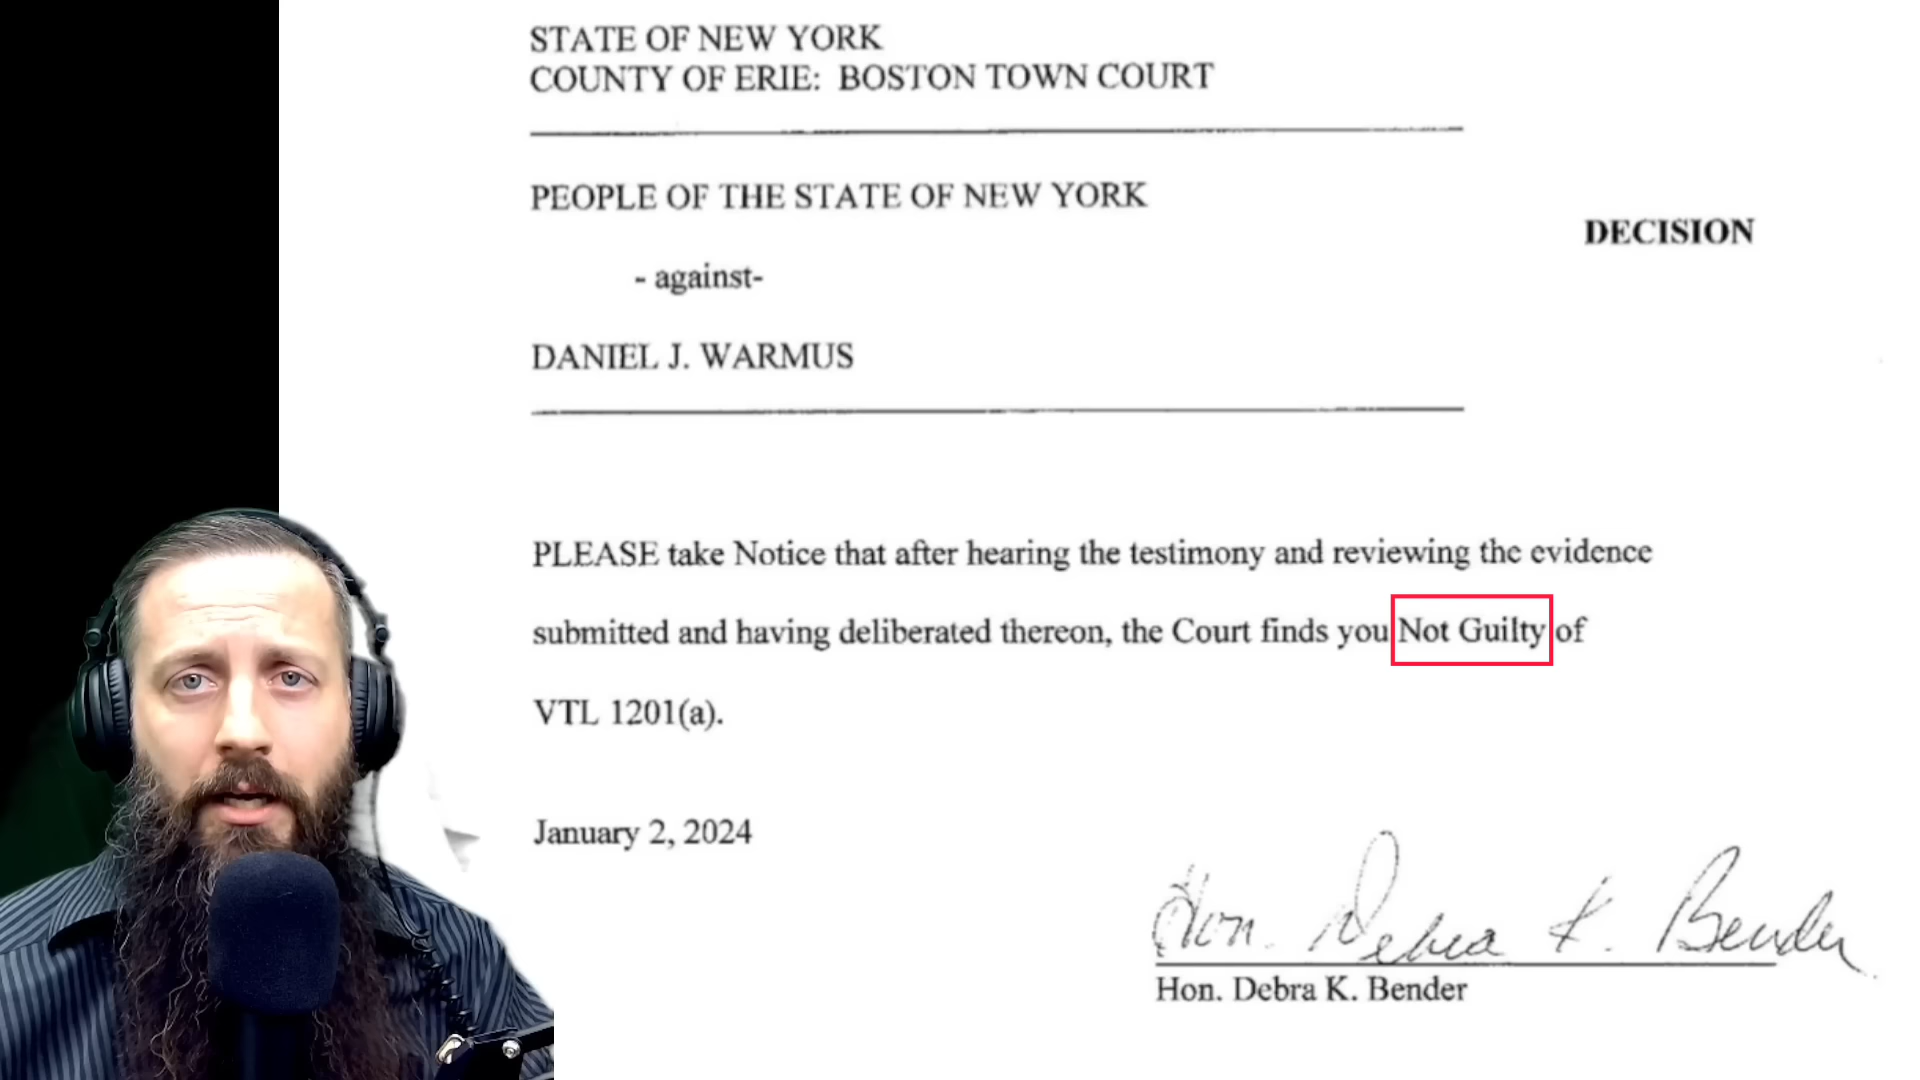 STATE OF NEW YORK
COUNTY OF ERIE: BOSTON TOWN COURT
PEOPLE OF THE STATE OF NEW YORK
DECISION
- against-
DANIEL J. WARMUS
PLEASE take Notice that after hearing the testimony and reviewing the evidence
submitted and having deliberated thereon, the Court finds you Not Guilty of
VTL 1201(a).
January 2, 2024
Hon. Debra K. Bender
Hon. Debra K. Bender